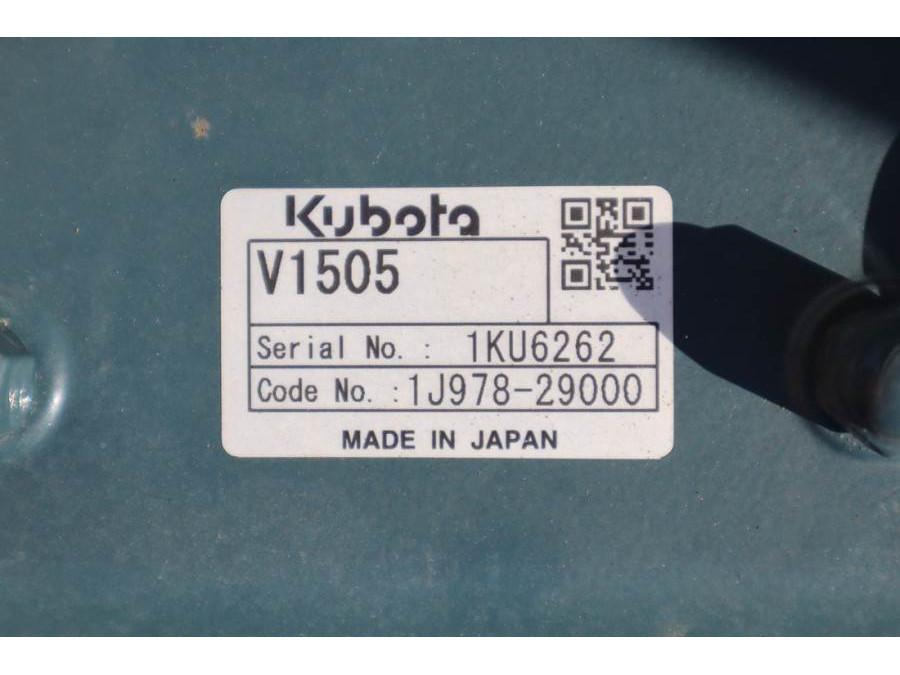 Kubota
V1505
Serial No. : 1KU6262
Code No. :1J978-29000
MADE IN JAPAN